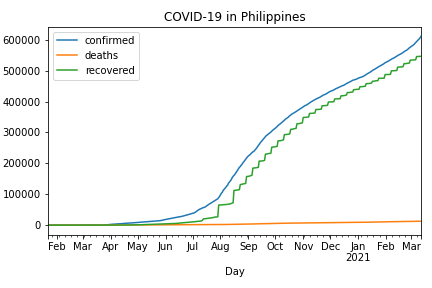 COVID-19 in Philippines
confirmed
deaths
recovered
600000
500000
400000
300000
200000
100000
0
Feb Mar Apr May Jun Jul Aug Sep Oct Nov Dec Jan Feb Mar
2021
Day